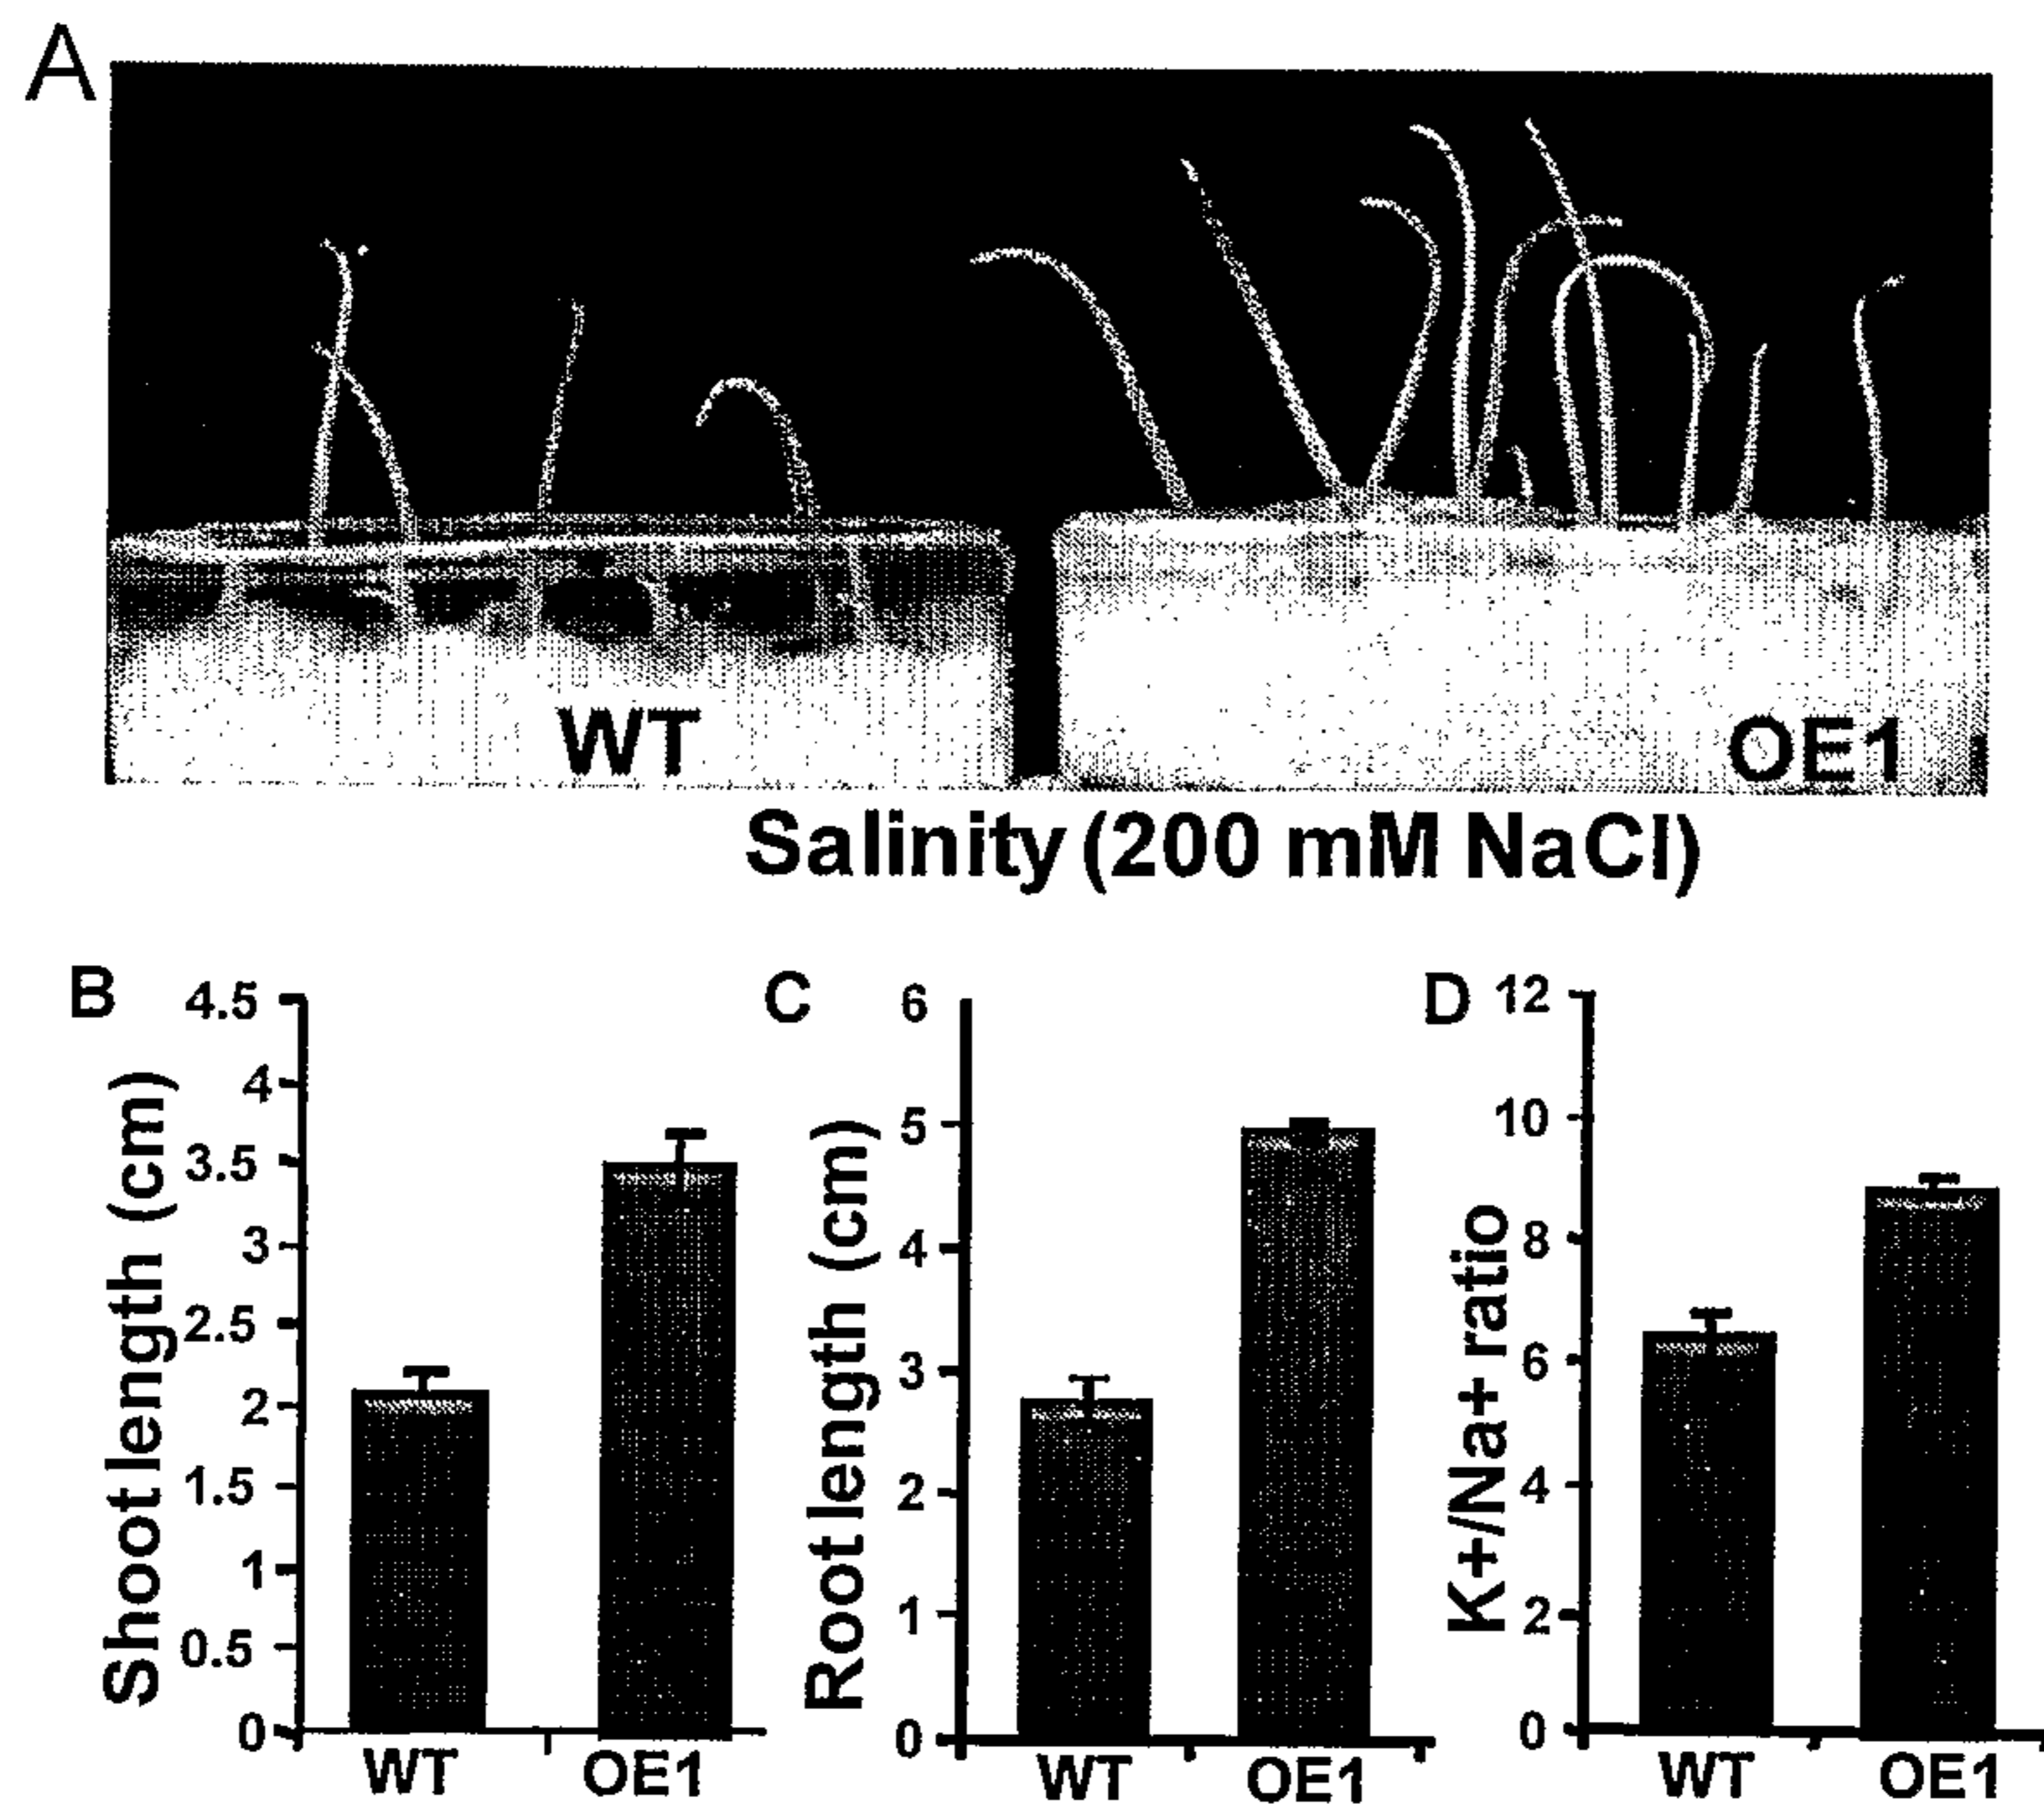 A
WT
OE1
Salinity (200 mM NaCl)
B
Shoot length (cm)
4.5
4
3.5
3
2.5
2
1.5
1
0.5
0
WT
OE1
C
Root length (cm)
6
5
4
3
2
1
0
WT
OE1
D
K+/Na+ ratio
12
10
8
6
4
2
0
WT
OE1